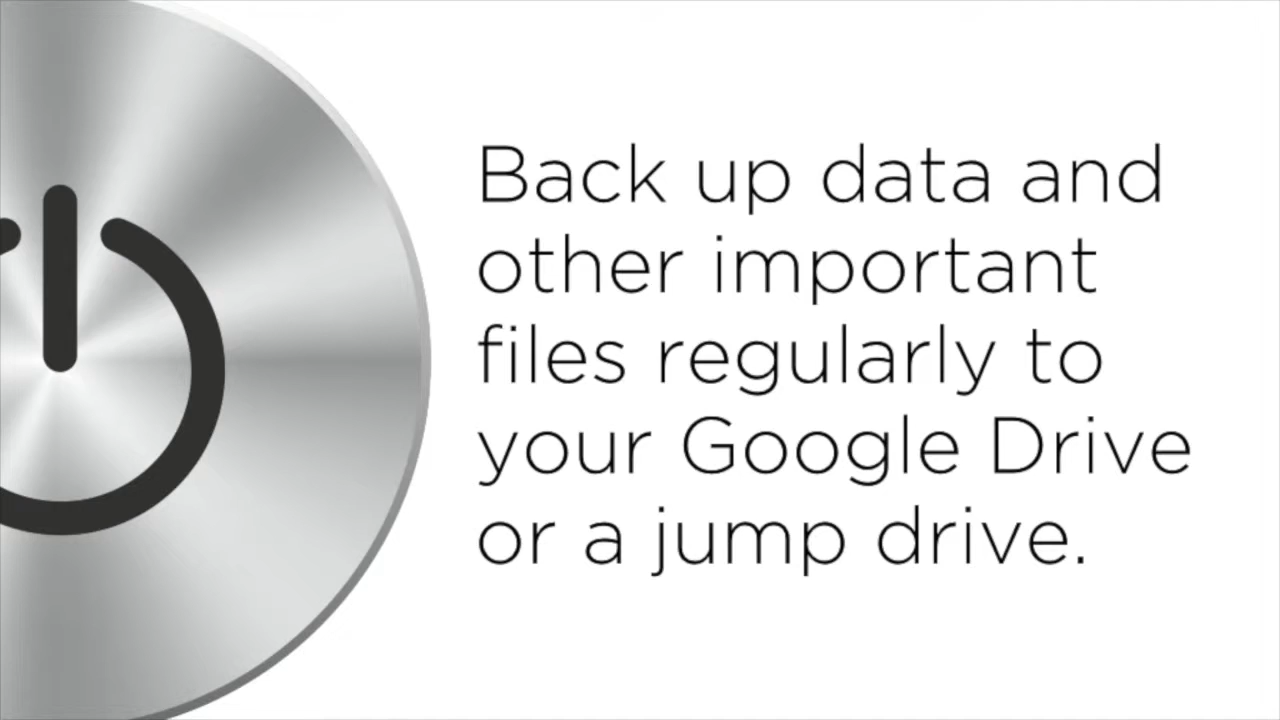 Back up data and
other important
files regularly to
your Google Drive
or a jump drive.